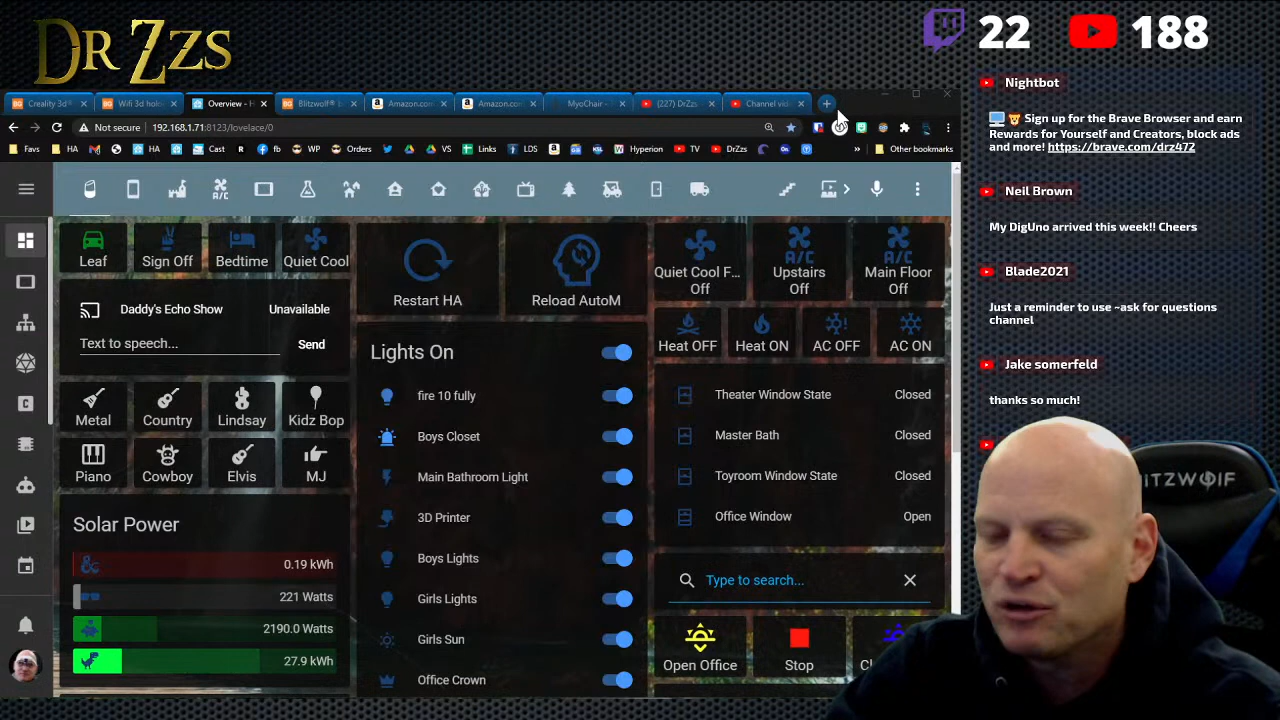 DR ZZS
22
188
Creality 3d
Wifi 3d holo
Overview - H
Blitzwolf® b
Amazon.com
Amazon.com
MyoChair -
(227) DrZzs
Channel vid
Not secure
192.168.1.71:8123/lovelace/0
Favs
HP
Leaf
HA
Cast
R
fb
WP
Orders
VS
Links
LDS
KSL
Hyperion
TV
DrZzs
On
»
Other bookmarks
A/C
Leaf
Sign Off
Bedtime
Quiet Cool
Daddy's Echo Show
Unavailable
Text to speech...
Send
Metal
Country
Lindsay
Kidz Bop
Piano
Cowboy
Elvis
MJ
Solar Power
0.19 kWh
221 Watts
2190.0 Watts
27.9 kWh
Restart HA
Reload AutoM
Lights On
fire 10 fully
Boys Closet
Main Bathroom Light
3D Printer
Boys Lights
Girls Lights
Girls Sun
Office Crown
Quiet Cool F...
Off
A/C
Upstairs
Off
A/C
Main Floor
Off
Heat OFF
Heat ON
AC OFF
AC ON
Theater Window State
Closed
Master Bath
Closed
Toyroom Window State
Closed
Office Window
Open
Type to search...
Open Office
Stop
Nightbot
Sign up for the Brave Browser and earn
Rewards for Yourself and Creators, block ads
and more! https://brave.com/drz472
Neil Brown
My DigUno arrived this week!! Cheers
Blade2021
Just a reminder to use ~ask for questions
channel
Jake somerfeld
thanks so much!
ITZWOLF